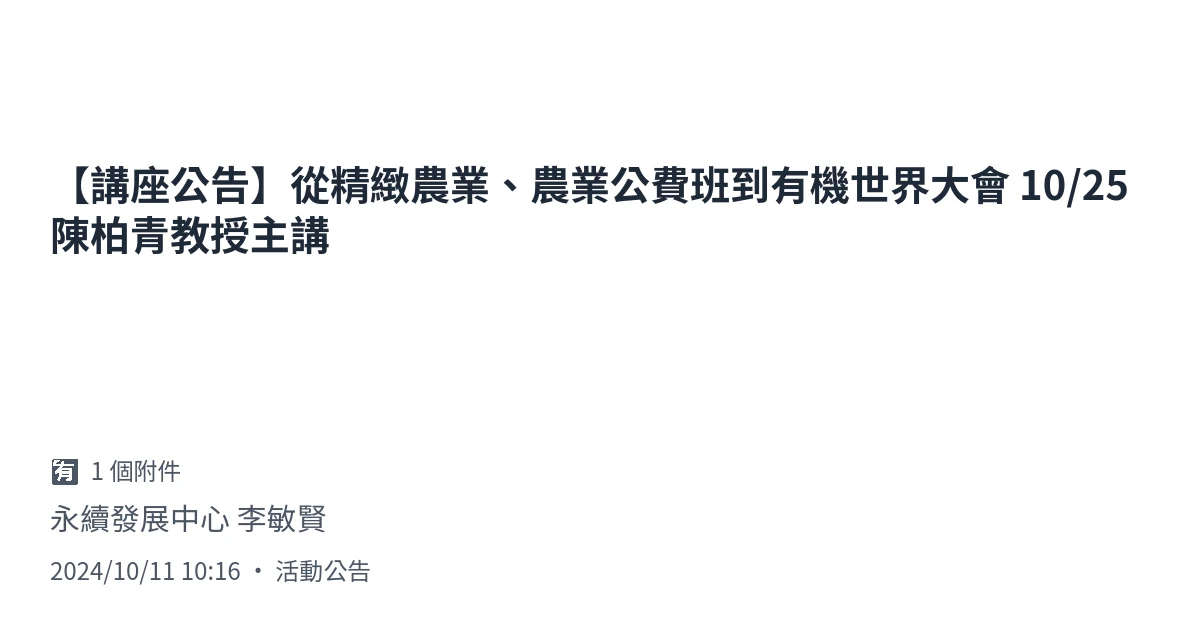 【講座公告】從精緻農業、農業公費班到有機世界大會 10/25
陳柏青教授主講
有 1 個附件
永續發展中心 李敏賢
2024/10/11 10:16 • 活動公告